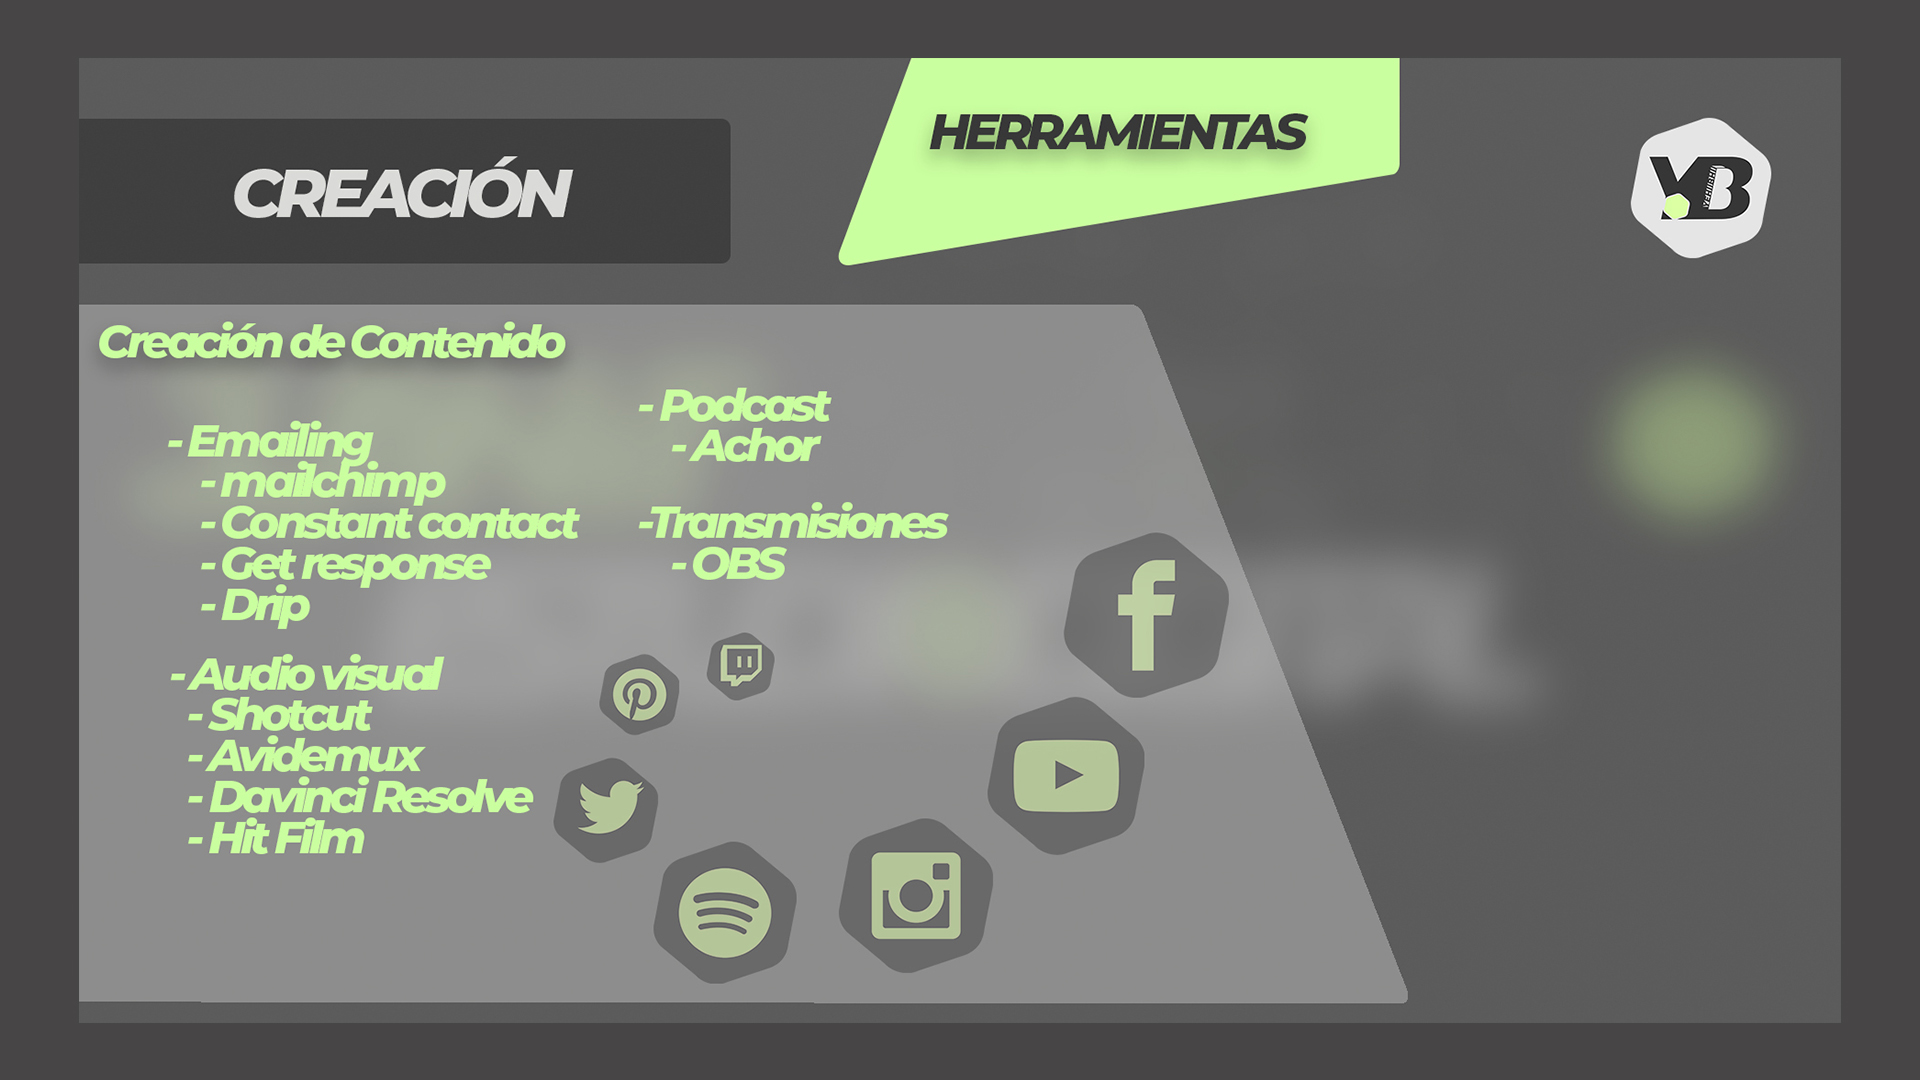 CREACIÓN
HERRAMIENTAS
YB
Creación de Contenido
- Emailing
- mailchimp
- Constant contact
- Get response
- Drip
- Audio visual
- Shotcut
- Avidemux
- Davinci Resolve
- Hit Film
- Podcast
- Achor
-Transmisiones
- OBS